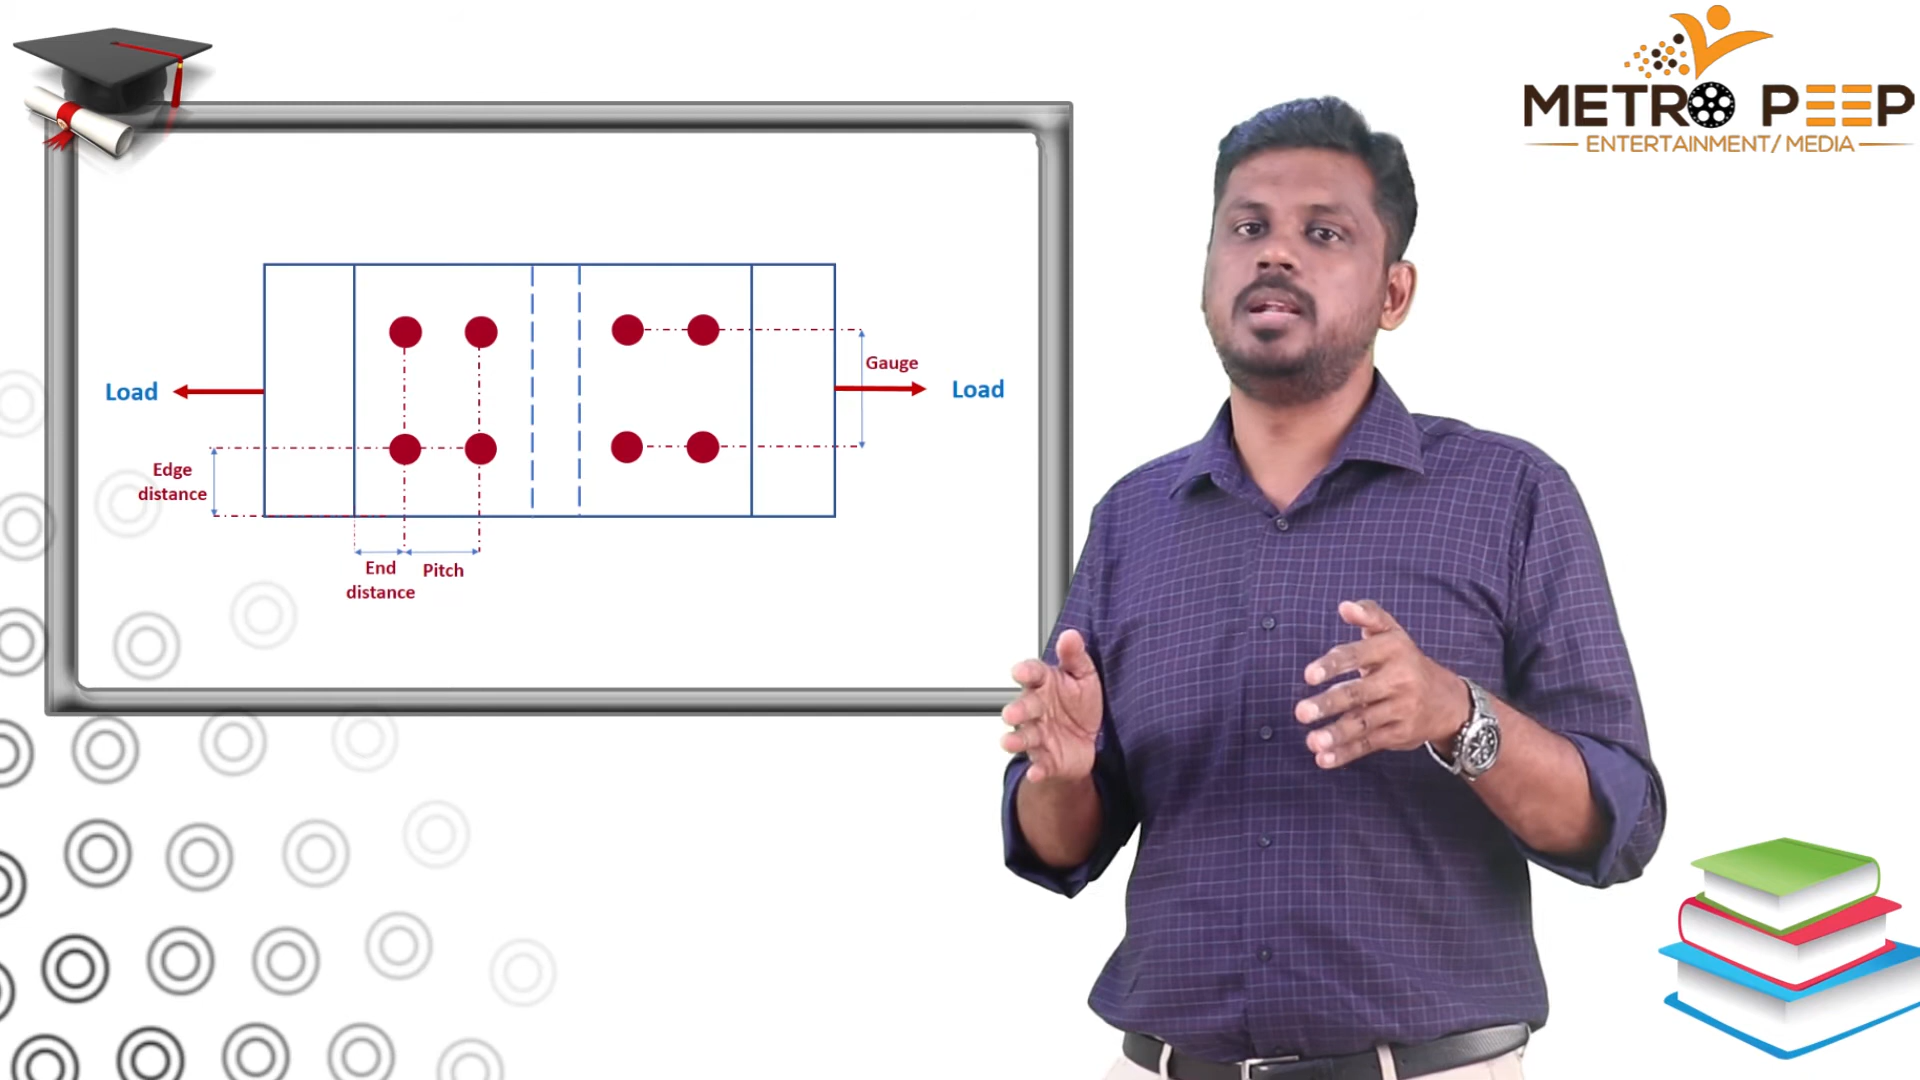 METRO PEEP
ENTERTAINMENT/ MEDIA
Gauge
Load
Load
Edge
distance
End
distance
Pitch